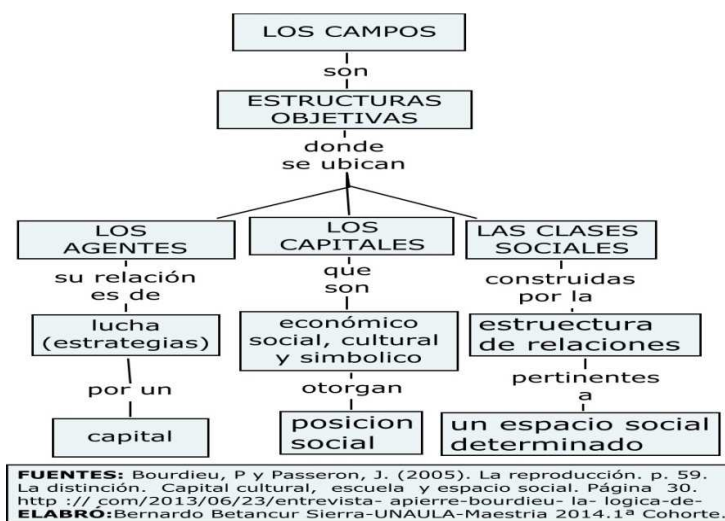 LOS CAMPOS
son
ESTRUCTURAS
OBJETIVAS
donde
se ubican
LOS
AGENTES
su relación
es de
lucha
(estrategias)
por un
capital
LOS
CAPITALES
que
son
económico
social, cultural
y simbolico
otorgan
posicion
social
LAS CLASES
SOCIALES
construidas
por la
estruectura
de relaciones
pertinentes
a
un espacio social
determinado
FUENTES: Bourdieu, P y Passeron, J. (2005). La reproducción. p. 59.
La distinción. Capital cultural, escuela y espacio social. Página 30.
http :// com/2013/06/23/entrevista- apierre-bourdieu la- logica-de-
ELABRÓ:Bernardo Betancur Sierra-UNAULA-Maestria 2014.1ª Cohorte.